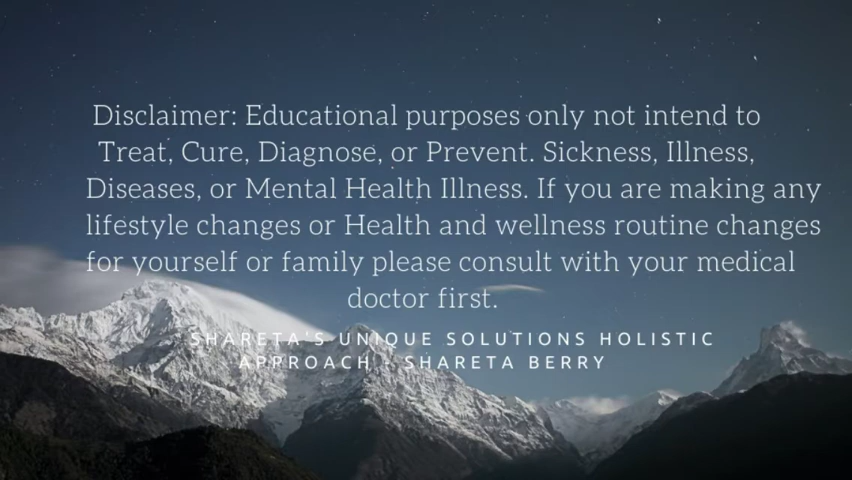 Disclaimer: Educational purposes only not intend to
Treat, Cure, Diagnose, or Prevent. Sickness, Illness,
Diseases, or Mental Health Illness. If you are making any
lifestyle changes or Health and wellness routine changes
for yourself or family please consult with your medical
doctor first.
SHARETA'S UNIQUE SOLUTIONS HOLISTIC
APPROACH - SHARETA BERRY